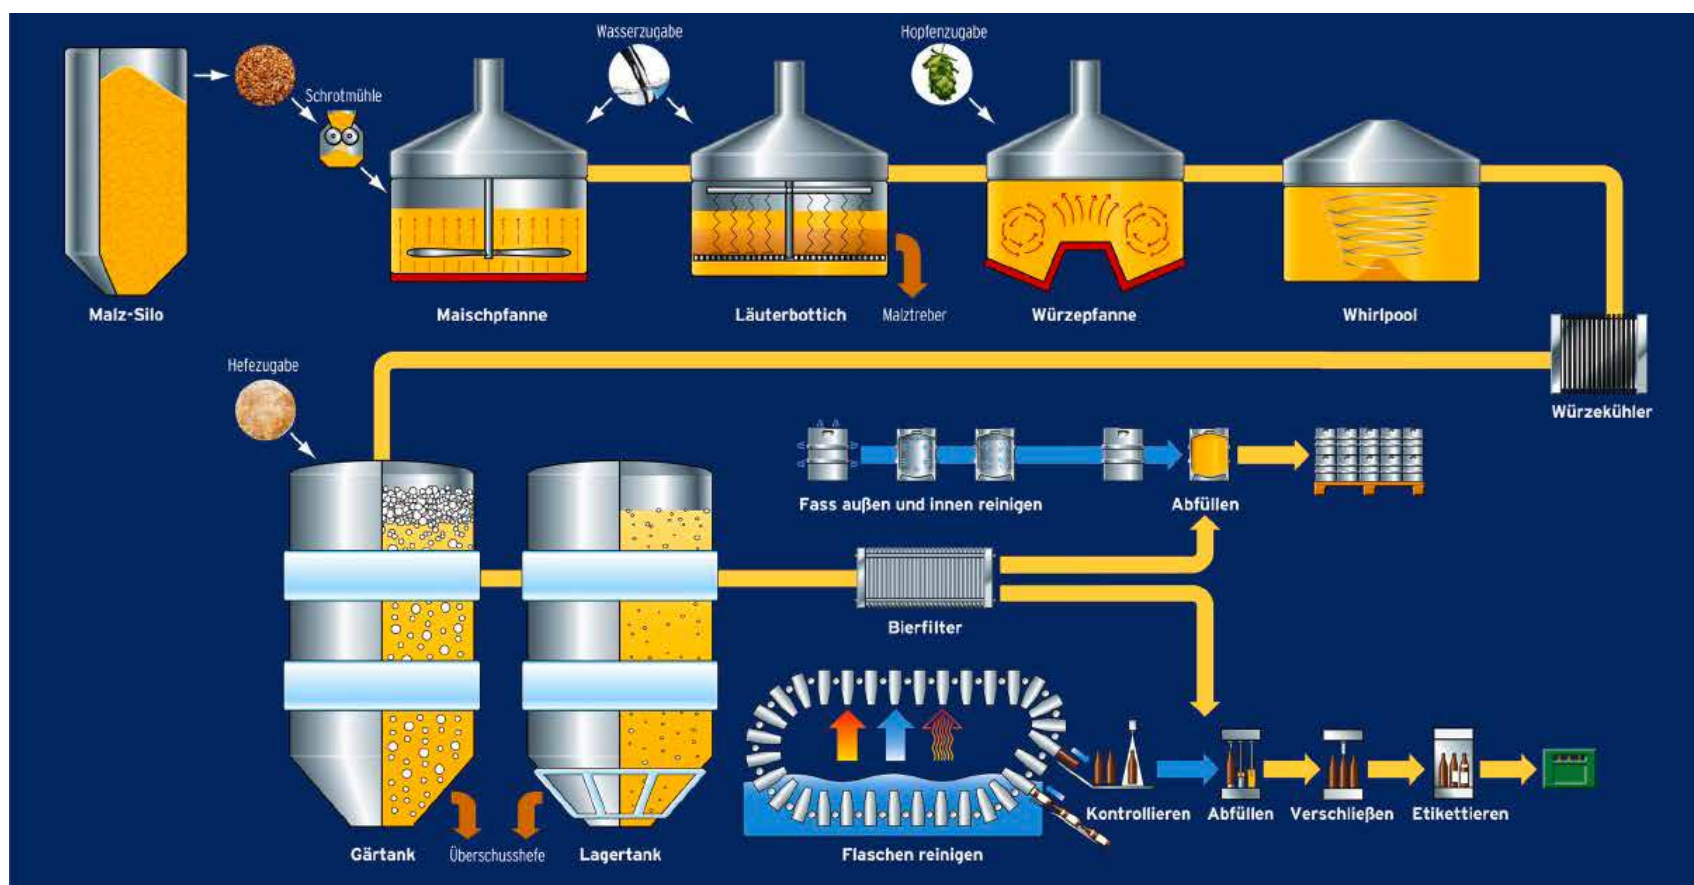 Wasserzugabe
Hopfenzugabe
Schrotmühle
Malz-Silo
Maischpfanne
Läuterbottich
Malztreber
Würzepfanne
Whirlpool
Hefezugabe
Würzekühler
Fass außen und innen reinigen
Abfüllen
Bierfilter
Kontrollieren
Abfüllen
Verschließen
Etikettieren
Gärtank
Überschusshefe
Lagertank
Flaschen reinigen